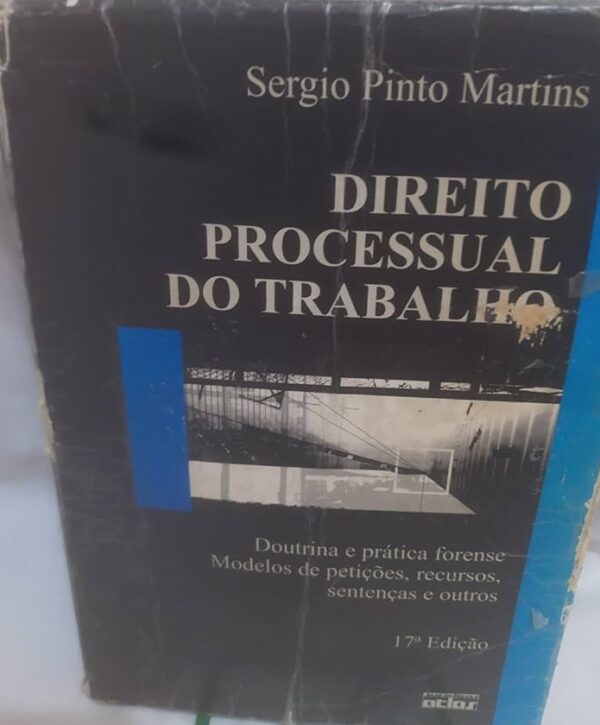 Sergio Pinto Martins
DIREITO
PROCESSUAL
DO TRABALHO
Doutrina e prática forense
Modelos de petições, recursos,
sentenças e outros
17ª Edição
atlas